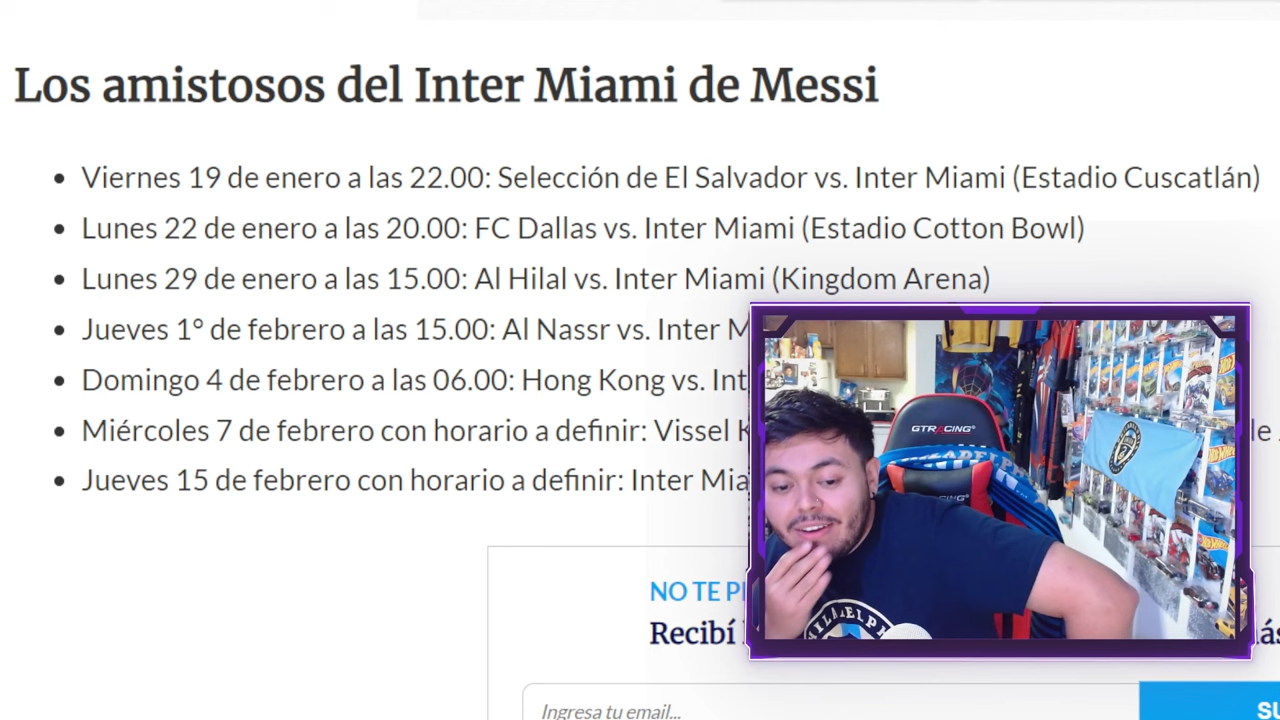 Los amistosos del Inter Miami de Messi
• Viernes 19 de enero a las 22.00: Selección de El Salvador vs. Inter Miami (Estadio Cuscatlán)
• Lunes 22 de enero a las 20.00: FC Dallas vs. Inter Miami (Estadio Cotton Bowl)
• Lunes 29 de enero a las 15.00: Al Hilal vs. Inter Miami (Kingdom Arena)
• Jueves 1° de febrero a las 15.00: Al Nassr vs. Inter M
• Domingo 4 de febrero a las 06.00: Hong Kong vs. Int
• Miércoles 7 de febrero con horario a definir: Vissel K
• Jueves 15 de febrero con horario a definir: Inter Mia
GTRACING
PHILADELPHI
NO TE P
Recibí
HILADELPH
Ingresa tu email...
SU